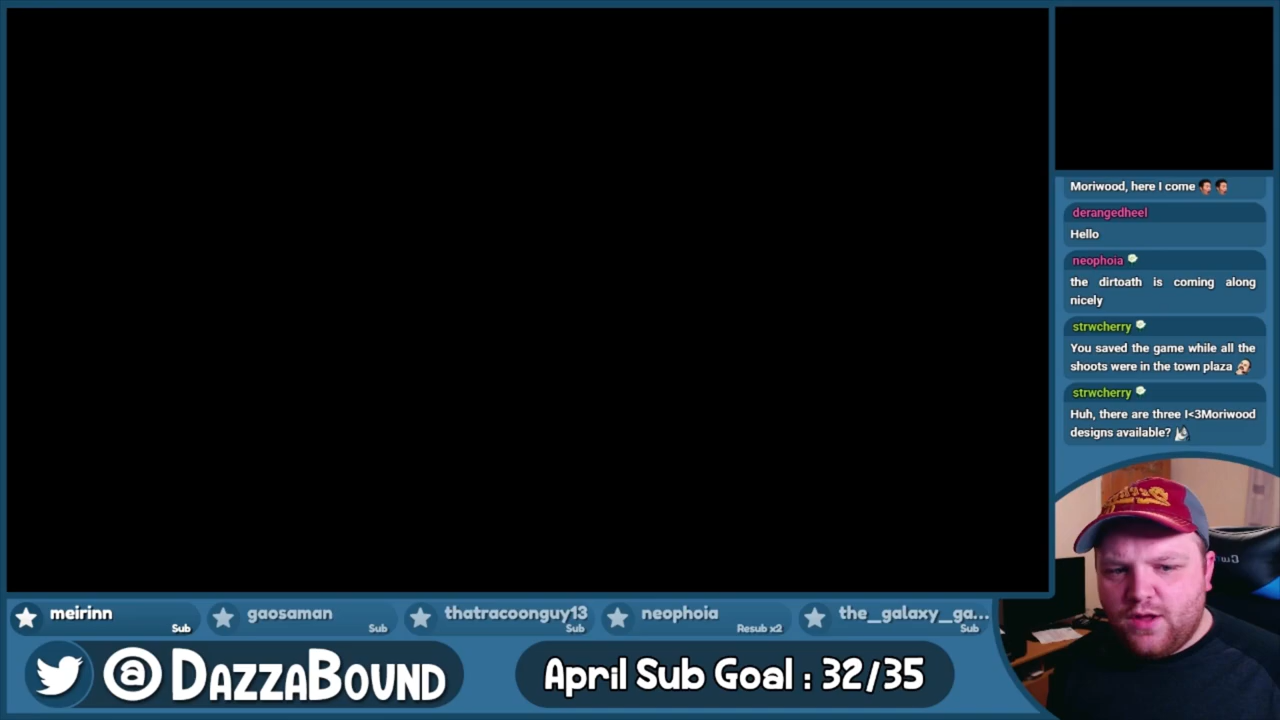 Moriwood, here I come
derangedheel
Hello
neophoia
the dirtoath is coming along
nicely
strwcherry
You saved the game while all the
shoots were in the town plaza
strwcherry
Huh, there are three I<3Moriwood
designs available?
meirinn
Sub
gaosaman
Sub
thatracoonguy13
Sub
neophoia
Resub x2
the_galaxy_ga...
Sub
@DazzaBound
April Sub Goal : 32/35